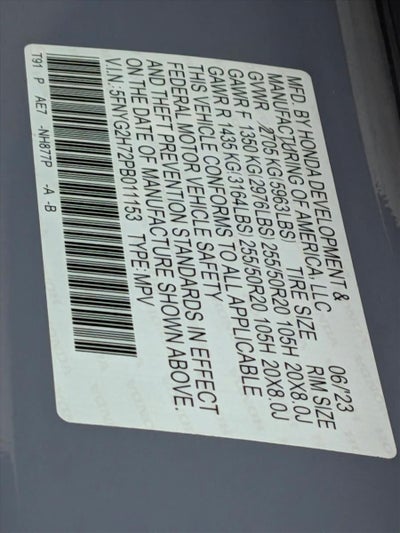 MFD. BY HONDA DEVELOPMENT & 06/23
MANUFACTURING OF AMERICA, LLC
GVWR 2705 KG(5963LBS) TIRE SIZE RIM SIZE
GAWR F 1350 KG(2976LBS) 255/50R20 105H 20X8.0J
GAWR R 1435 KG(3164LBS) 255/50R20 105H 20X8.0J
THIS VEHICLE CONFORMS TO ALL APPLICABLE
FEDERAL MOTOR VEHICLE SAFETY
AND THEFT PREVENTION STANDARDS IN EFFECT
ON THE DATE OF MANUFACTURE SHOWN ABOVE.
V.I.N:5FNYG2H72PB011153 TYPE:MPV
T91 P AE7 -NH877P -A -B